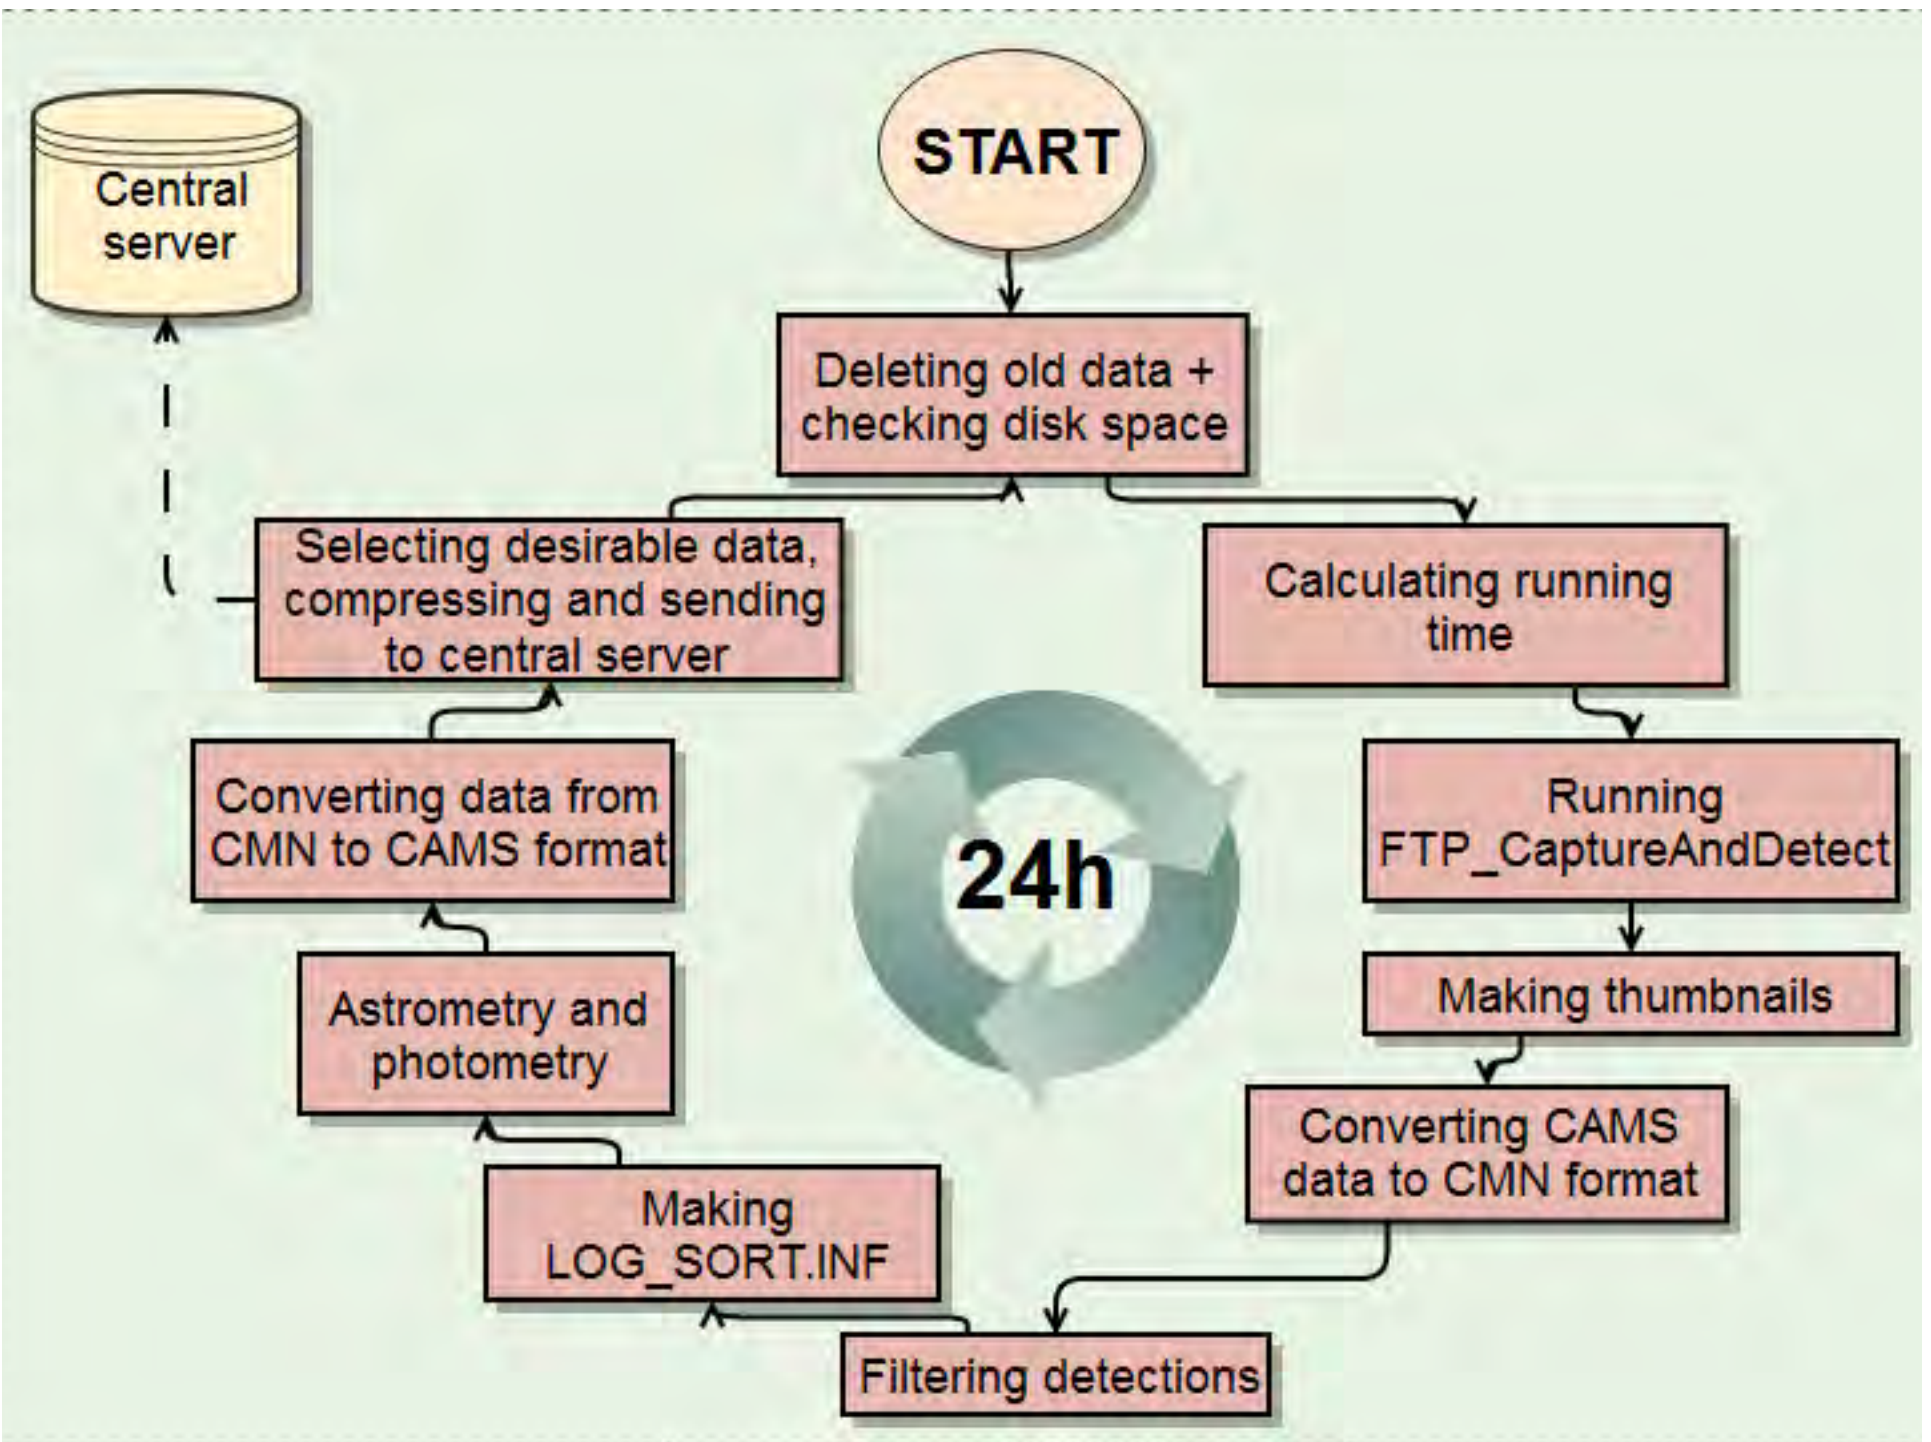 START
Central
server
Deleting old data +
checking disk space
Selecting desirable data,
compressing and sending
to central server
Calculating running
time
Converting data from
CMN to CAMS format
24h
Running
FTP_CaptureAndDetect
Astrometry and
photometry
Making thumbnails
Converting CAMS
data to CMN format
Making
LOG_SORT.INF
Filtering detections